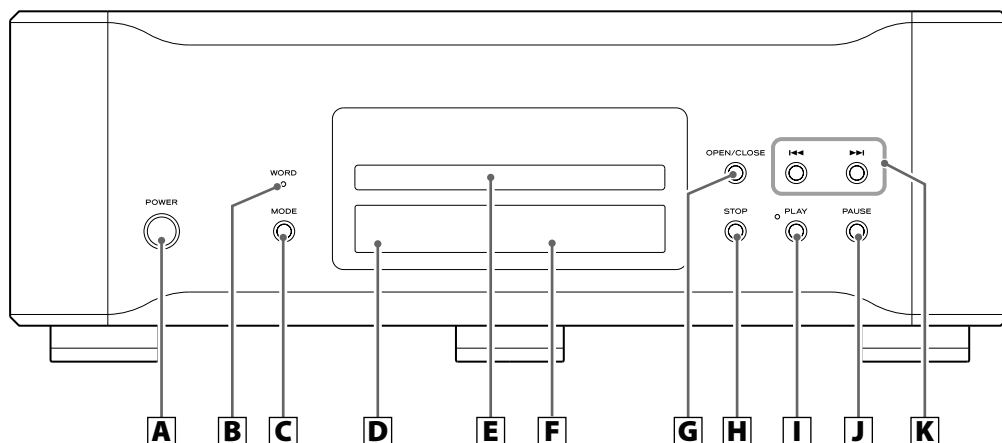 OPEN/CLOSE ⏮ ⏭
WORD
POWER
MODE
STOP PLAY PAUSE
A B C D E F G H I J K